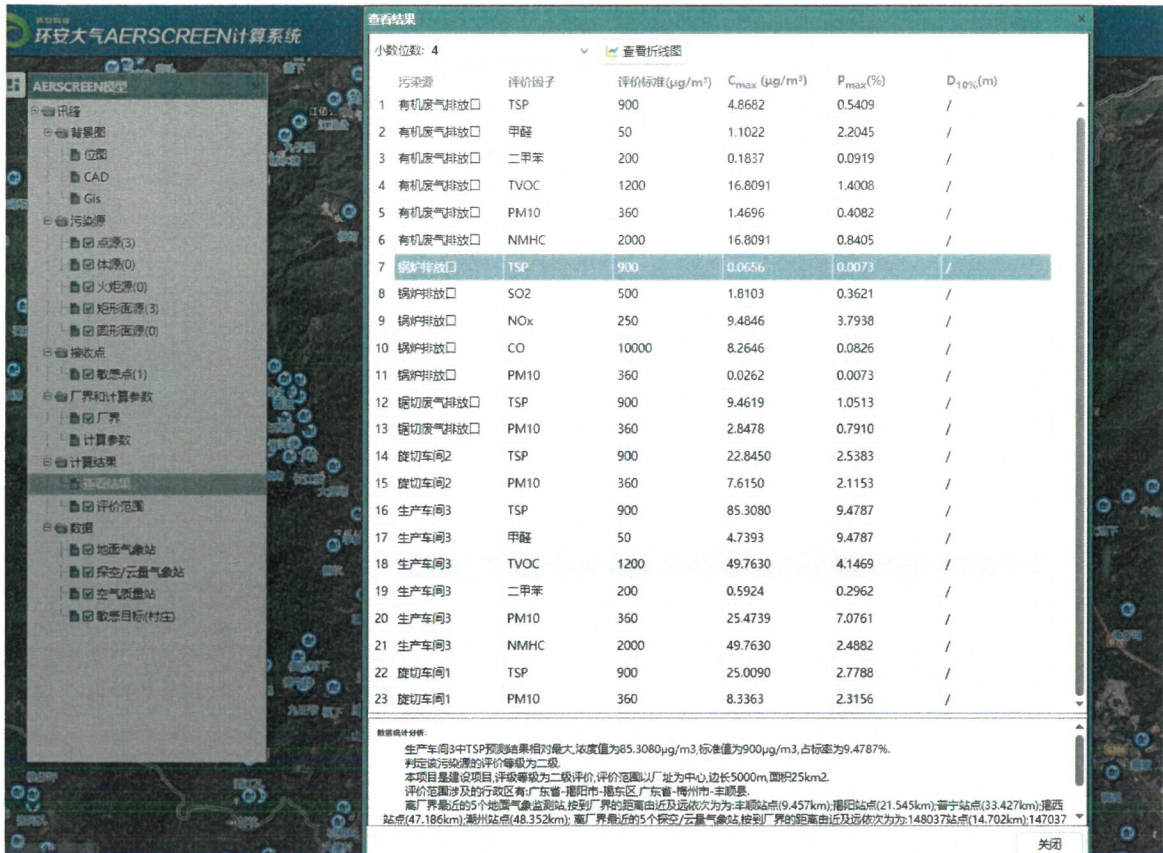 环安科技
环安大气AERSCREEN计算系统
AERSCREEN模型
讯锋
背景图
位图
CAD
Gis
污染源
点源(3)
体源(0)
火炬源(0)
矩形面源(3)
圆形面源(0)
接收点
敏感点(1)
厂界和计算参数
厂界
计算参数
计算结果
查看结果
评价范围
数据
地面气象站
探空/云量气象站
空气质量站
敏感目标(村庄)
查看结果
小数位数: 4 查看折线图
污染源 评价因子 评价标准(μg/m³) Cmax (μg/m³) Pmax(%) D10%(m)
1 有机废气排放口 TSP 900 4.8682 0.5409 /
2 有机废气排放口 甲醛 50 1.1022 2.2045 /
3 有机废气排放口 二甲苯 200 0.1837 0.0919 /
4 有机废气排放口 TVOC 1200 16.8091 1.4008 /
5 有机废气排放口 PM10 360 1.4696 0.4082 /
6 有机废气排放口 NMHC 2000 16.8091 0.8405 /
7 锅炉排放口 TSP 900 0.0656 0.0073 /
8 锅炉排放口 SO2 500 1.8103 0.3621 /
9 锅炉排放口 NOx 250 9.4846 3.7938 /
10 锅炉排放口 CO 10000 8.2646 0.0826 /
11 锅炉排放口 PM10 360 0.0262 0.0073 /
12 锯切废气排放口 TSP 900 9.4619 1.0513 /
13 锯切废气排放口 PM10 360 2.8478 0.7910 /
14 旋切车间2 TSP 900 22.8450 2.5383 /
15 旋切车间2 PM10 360 7.6150 2.1153 /
16 生产车间3 TSP 900 85.3080 9.4787 /
17 生产车间3 甲醛 50 4.7393 9.4787 /
18 生产车间3 TVOC 1200 49.7630 4.1469 /
19 生产车间3 二甲苯 200 0.5924 0.2962 /
20 生产车间3 PM10 360 25.4739 7.0761 /
21 生产车间3 NMHC 2000 49.7630 2.4882 /
22 旋切车间1 TSP 900 25.0090 2.7788 /
23 旋切车间1 PM10 360 8.3363 2.3156 /
数据统计分析:
生产车间3中TSP预测结果相对最大,浓度值为85.3080μg/m3,标准值为900μg/m3,占标率为9.4787%.
判定该污染源的评价等级为二级.
本项目是建设项目,评级等级为二级评价,评价范围以厂址为中心,边长5000m,面积25km2.
评价范围涉及的行政区有:广东省-揭阳市-揭东区,广东省-梅州市-丰顺县.
离厂界最近的5个地面气象监测站,按到厂界的距离由近及远依次为为:丰顺站点(9.457km);揭阳站点(21.545km);普宁站点(33.427km);揭西
站点(47.186km);潮州站点(48.352km); 离厂界最近的5个探空/云量气象站,按到厂界的距离由近及远依次为为:148037站点(14.702km);147037
关闭